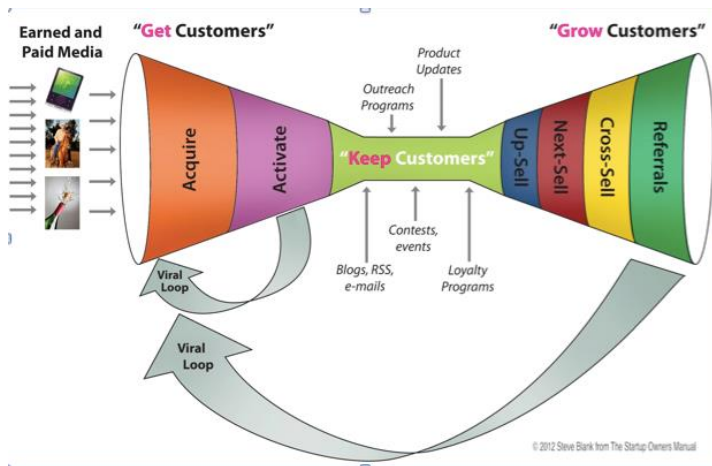 Earned and
Paid Media
"Get Customers"
"Grow Customers"
Product
Updates
Outreach
Programs
Acquire
Activate
"Keep Customers"
Up-Sell
Next-Sell
Cross-Sell
Referrals
Contests,
events
Blogs, RSS,
e-mails
Loyalty
Programs
Viral
Loop
Viral
Loop
© 2012 Steve Blank from The Startup Owners Manual